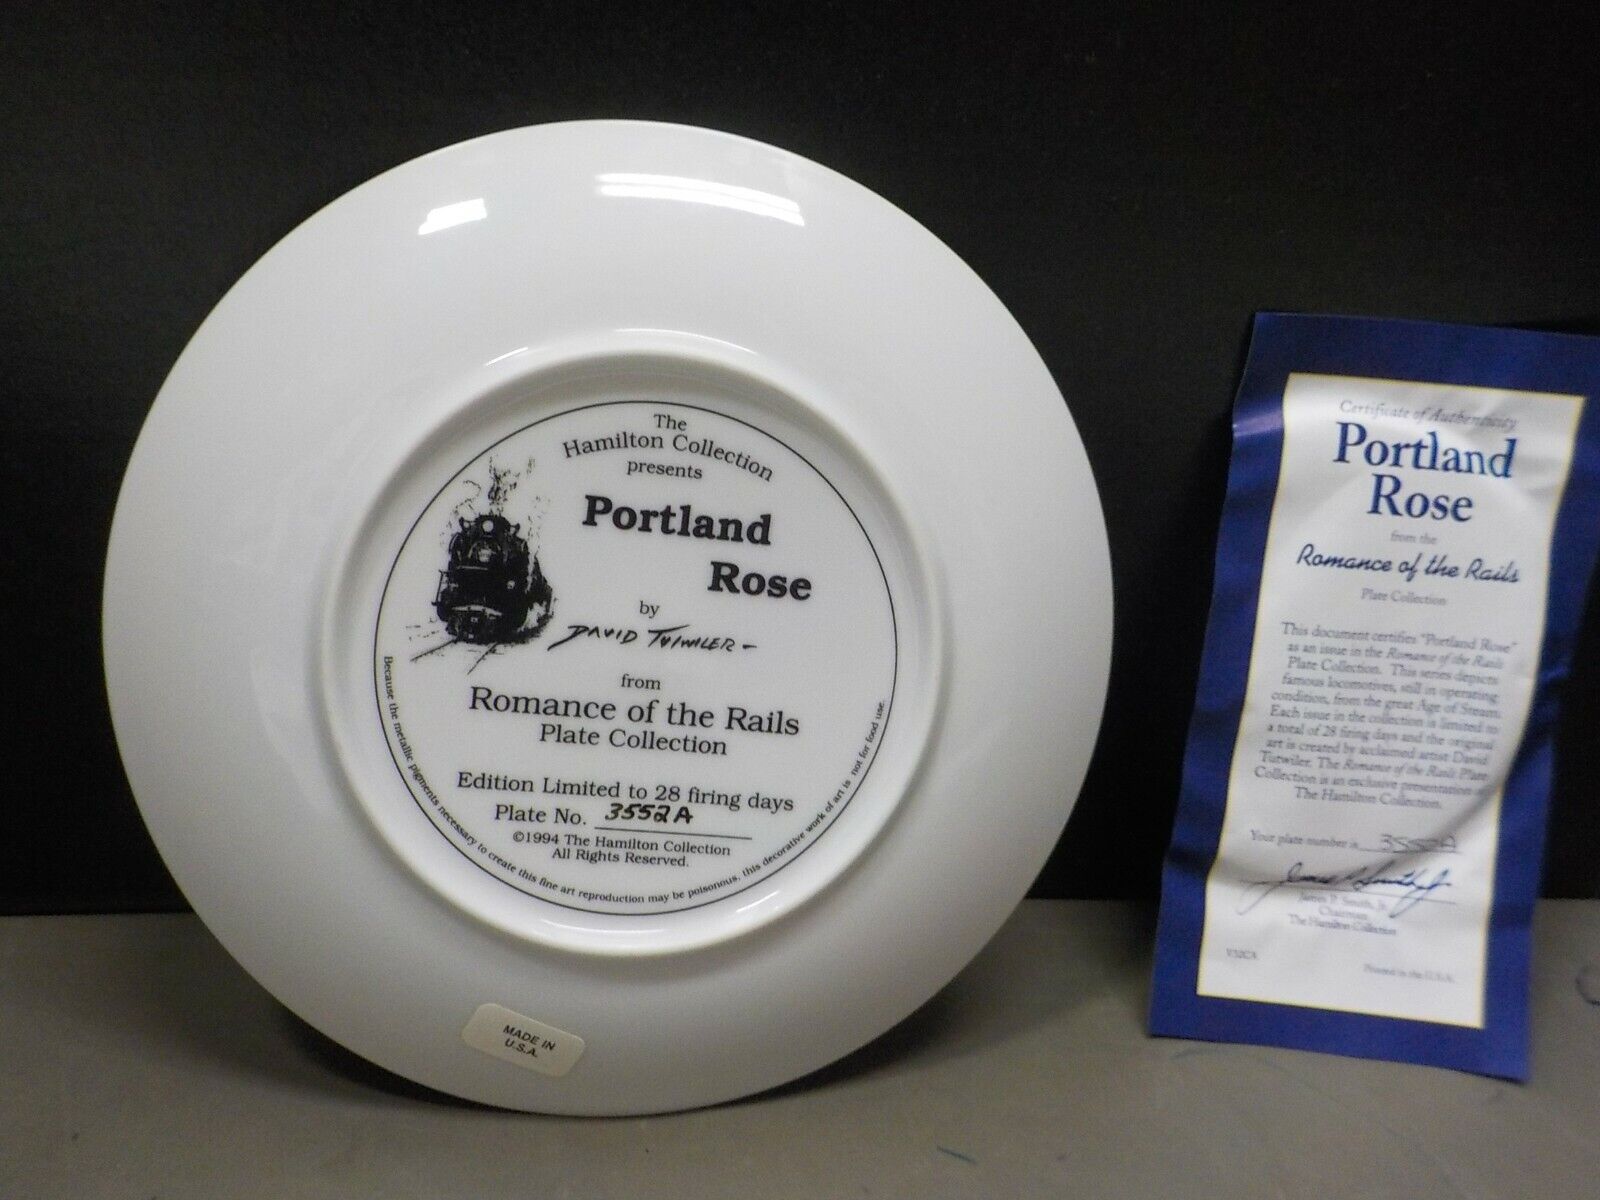 The
Hamilton Collection
presents
Portland
Rose
by
DAVID TUTWILER
from
Romance of the Rails
Plate Collection
Edition Limited to 28 firing days
Plate No. 3552A
©1994 The Hamilton Collection
All Rights Reserved.
Because the metallic pigments necessary to create this fine art reproduction may be poisonous, this decorative work of art is not for food use.
MADE IN
U.S.A.
Certificate of Authenticity
Portland
Rose
from the
Romance of the Rails
Plate Collection
This document certifies "Portland Rose"
as an issue in the Romance of the Rails
Plate Collection. This series depicts
famous locomotives, still in operating
condition, from the great Age of Steam.
Each issue in the collection is limited to
a total of 28 firing days and the original
art is created by acclaimed artist David
Tutwiler. The Romance of the Rails Plate
Collection is an exclusive presentation of
The Hamilton Collection.
Your plate number is 3552A
James P. Smith, Jr.
Chairman
The Hamilton Collection
Printed in the U.S.A.